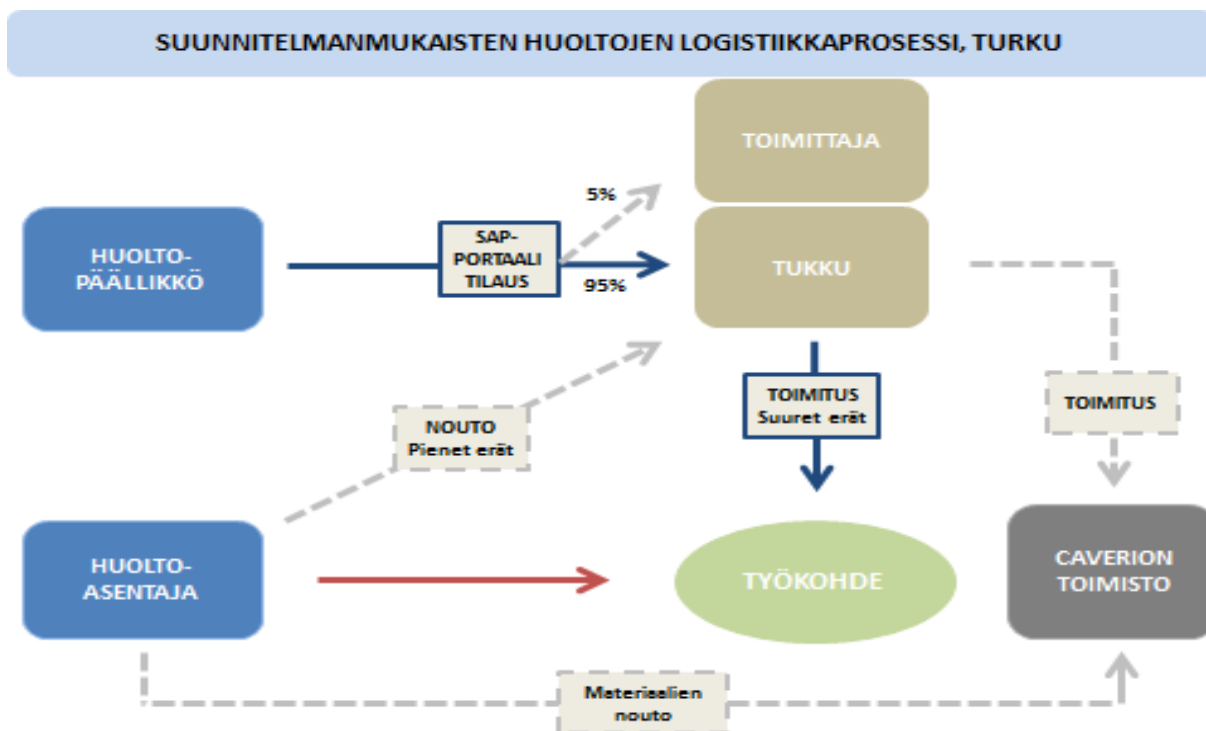 SUUNNITELMANMUKAISTEN HUOLTOJEN LOGISTIIKKAPROSESSI, TURKU
TOIMITTAJA
5%
HUOLTO-
PÄÄLLIKKÖ
SAP-
PORTAALI
TILAUS
95%
TUKKU
NOUTO
Pienet erät
TOIMITUS
Suuret erät
TOIMITUS
HUOLTO-
ASENTAJA
TYÖKOHDE
CAVERION
TOIMISTO
Materiaalien
nouto